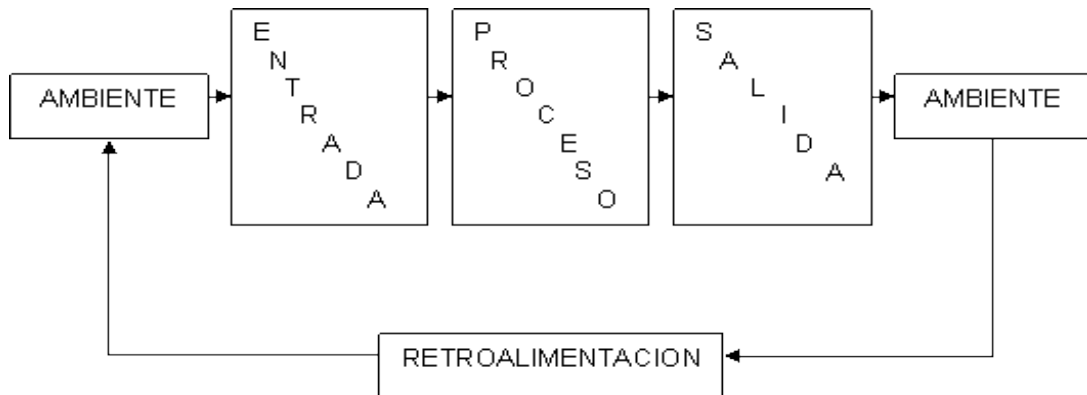 AMBIENTE
ENTRADA
PROCESO
SALIDA
AMBIENTE
RETROALIMENTACION